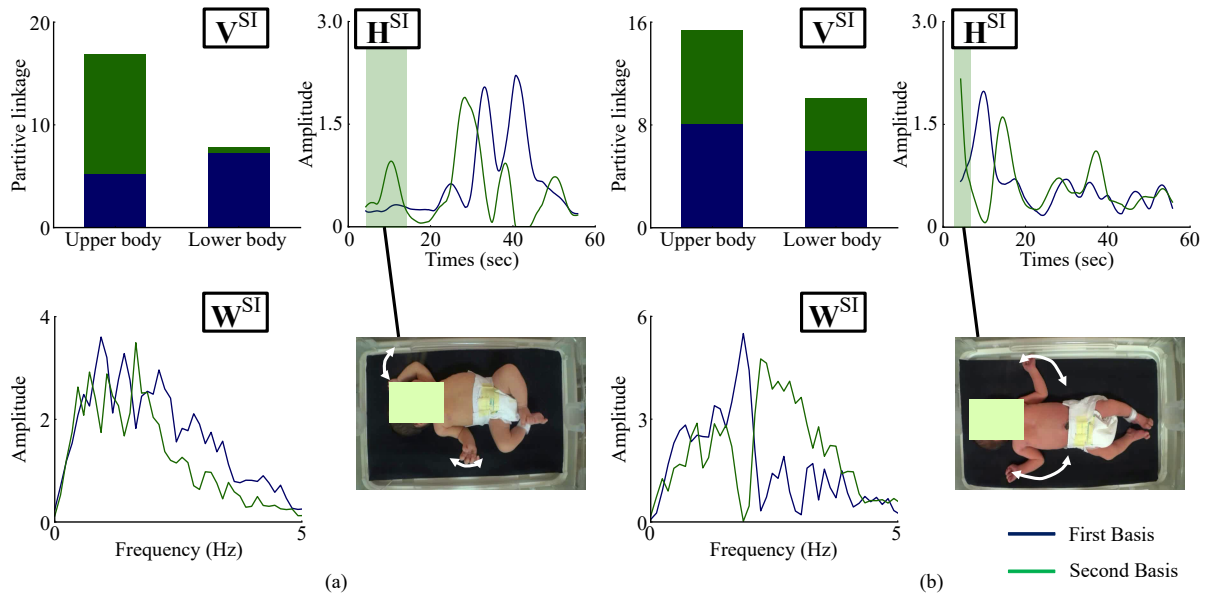 20
10
0
Partitive linkage
V^SI
Upper body
Lower body
3.0
1.5
0
Amplitude
H^SI
0
20
40
60
Times (sec)
16
8
0
Partitive linkage
V^SI
Upper body
Lower body
3.0
1.5
0
Amplitude
H^SI
0
20
40
60
Times (sec)
4
2
0
Amplitude
W^SI
0
5
Frequency (Hz)
(a)
6
3
0
Amplitude
W^SI
0
5
Frequency (Hz)
(b)
First Basis
Second Basis